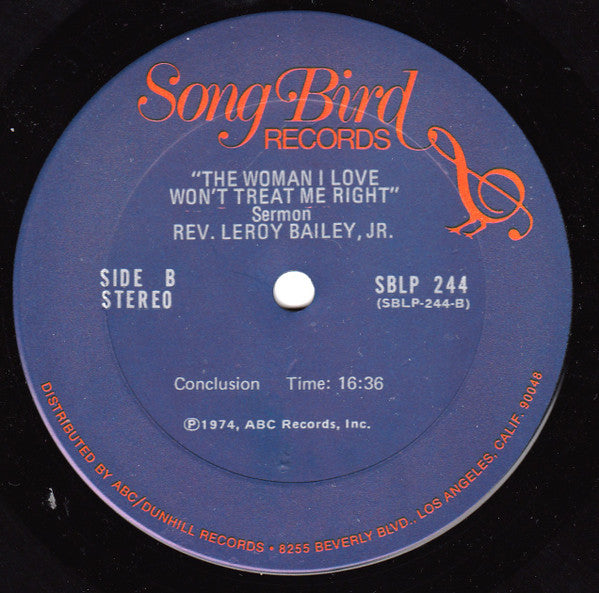 Song Bird
RECORDS
"THE WOMAN I LOVE
WON'T TREAT ME RIGHT"
Sermon
REV. LEROY BAILEY, JR.
SIDE B
STEREO
SBLP 244
(SBLP-244-B)
Conclusion Time: 16:36
℗1974, ABC Records, Inc.
DISTRIBUTED BY ABC/DUNHILL RECORDS • 8255 BEVERLY BLVD., LOS ANGELES, CALIF. 90048